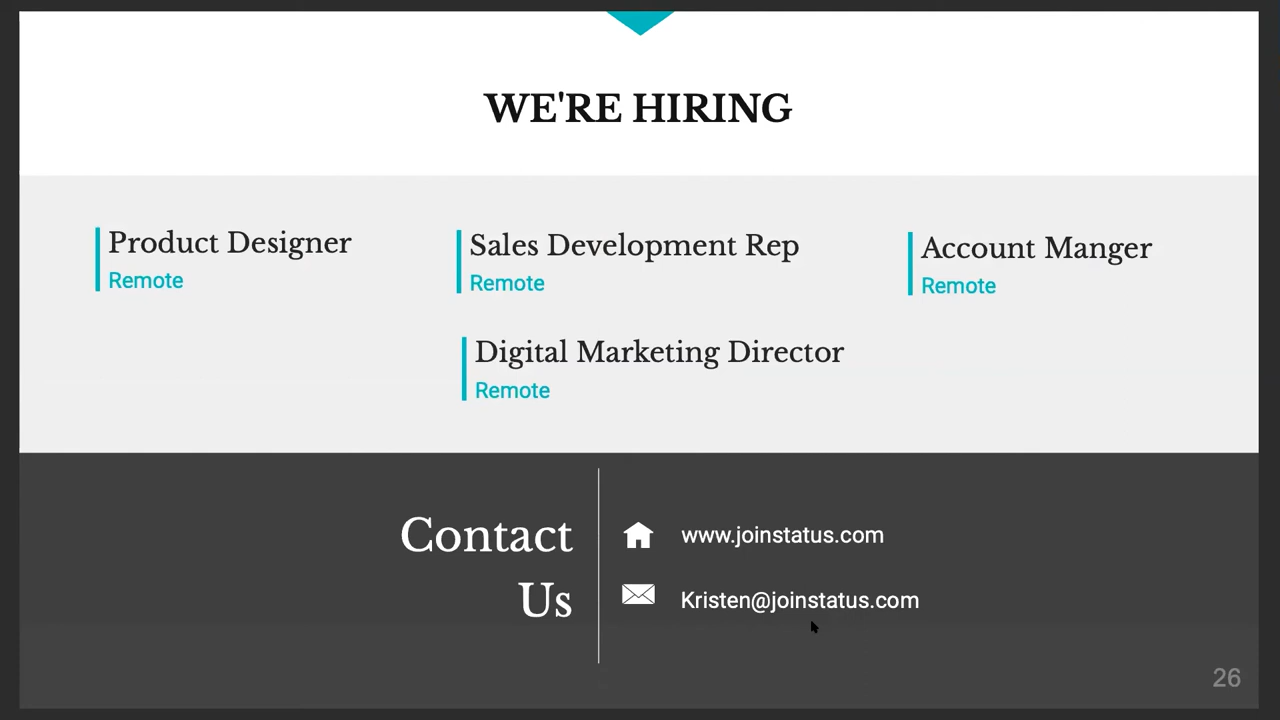 WE'RE HIRING
Product Designer
Remote
Sales Development Rep
Remote
Account Manger
Remote
Digital Marketing Director
Remote
Contact
Us
www.joinstatus.com
Kristen@joinstatus.com
26